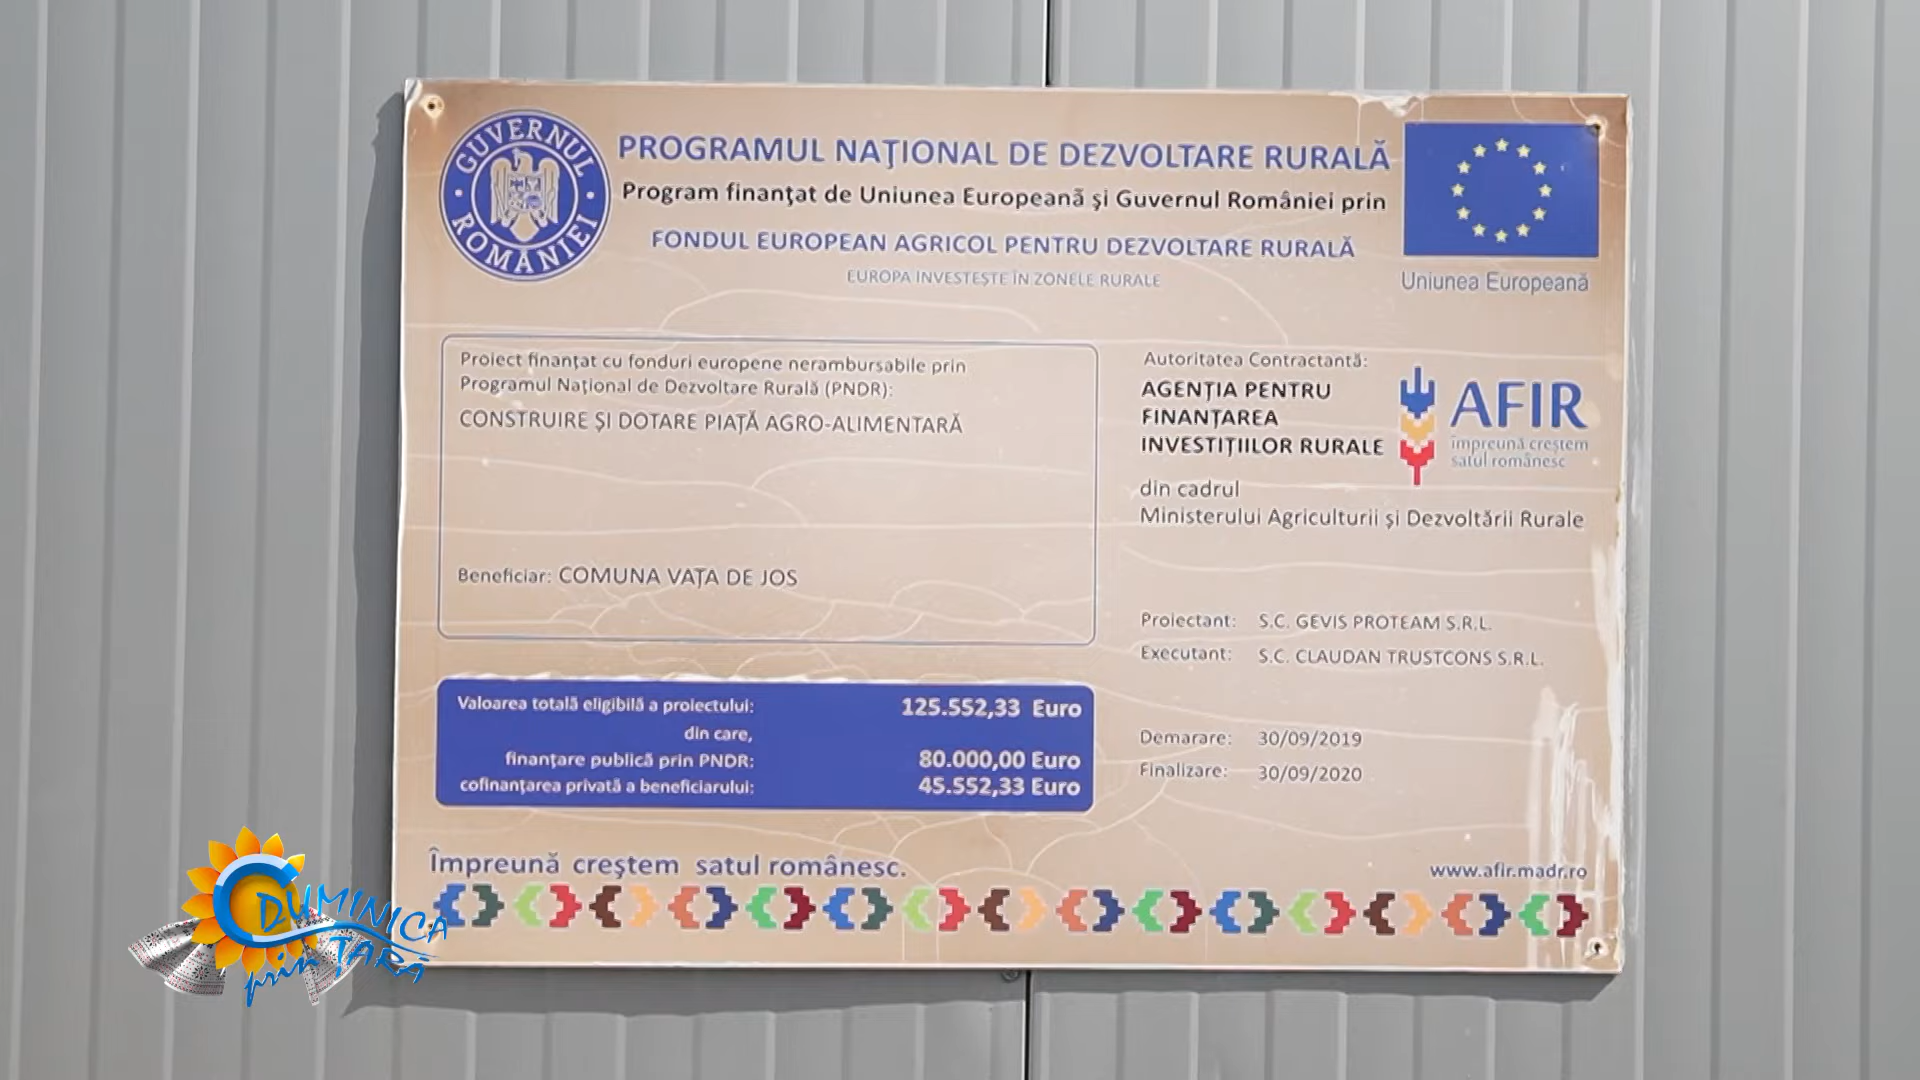 GUVERNUL ROMÂNIEI
PROGRAMUL NAŢIONAL DE DEZVOLTARE RURALĂ
Program finanţat de Uniunea Europeană şi Guvernul României prin
FONDUL EUROPEAN AGRICOL PENTRU DEZVOLTARE RURALĂ
EUROPA INVESTEŞTE ÎN ZONELE RURALE
Uniunea Europeană
Proiect finanţat cu fonduri europene nerambursabile prin
Programul Naţional de Dezvoltare Rurală (PNDR):
CONSTRUIRE ŞI DOTARE PIAŢĂ AGRO-ALIMENTARĂ
Beneficiar: COMUNA VAŢA DE JOS
Autoritatea Contractantă:
AGENŢIA PENTRU
FINANŢAREA
INVESTIŢIILOR RURALE
AFIR
împreună creştem
satul românesc
din cadrul
Ministerului Agriculturii şi Dezvoltării Rurale
Proiectant: S.C. GEVIS PROTEAM S.R.L.
Executant: S.C. CLAUDAN TRUSTCONS S.R.L.
Valoarea totală eligibilă a proiectului: 125.552,33 Euro
din care,
finanţare publică prin PNDR: 80.000,00 Euro
cofinanţarea privată a beneficiarului: 45.552,33 Euro
Demarare: 30/09/2019
Finalizare: 30/09/2020
Împreună creştem satul românesc.
www.afir.madr.ro
DUMINICA
prin ŢARĂ